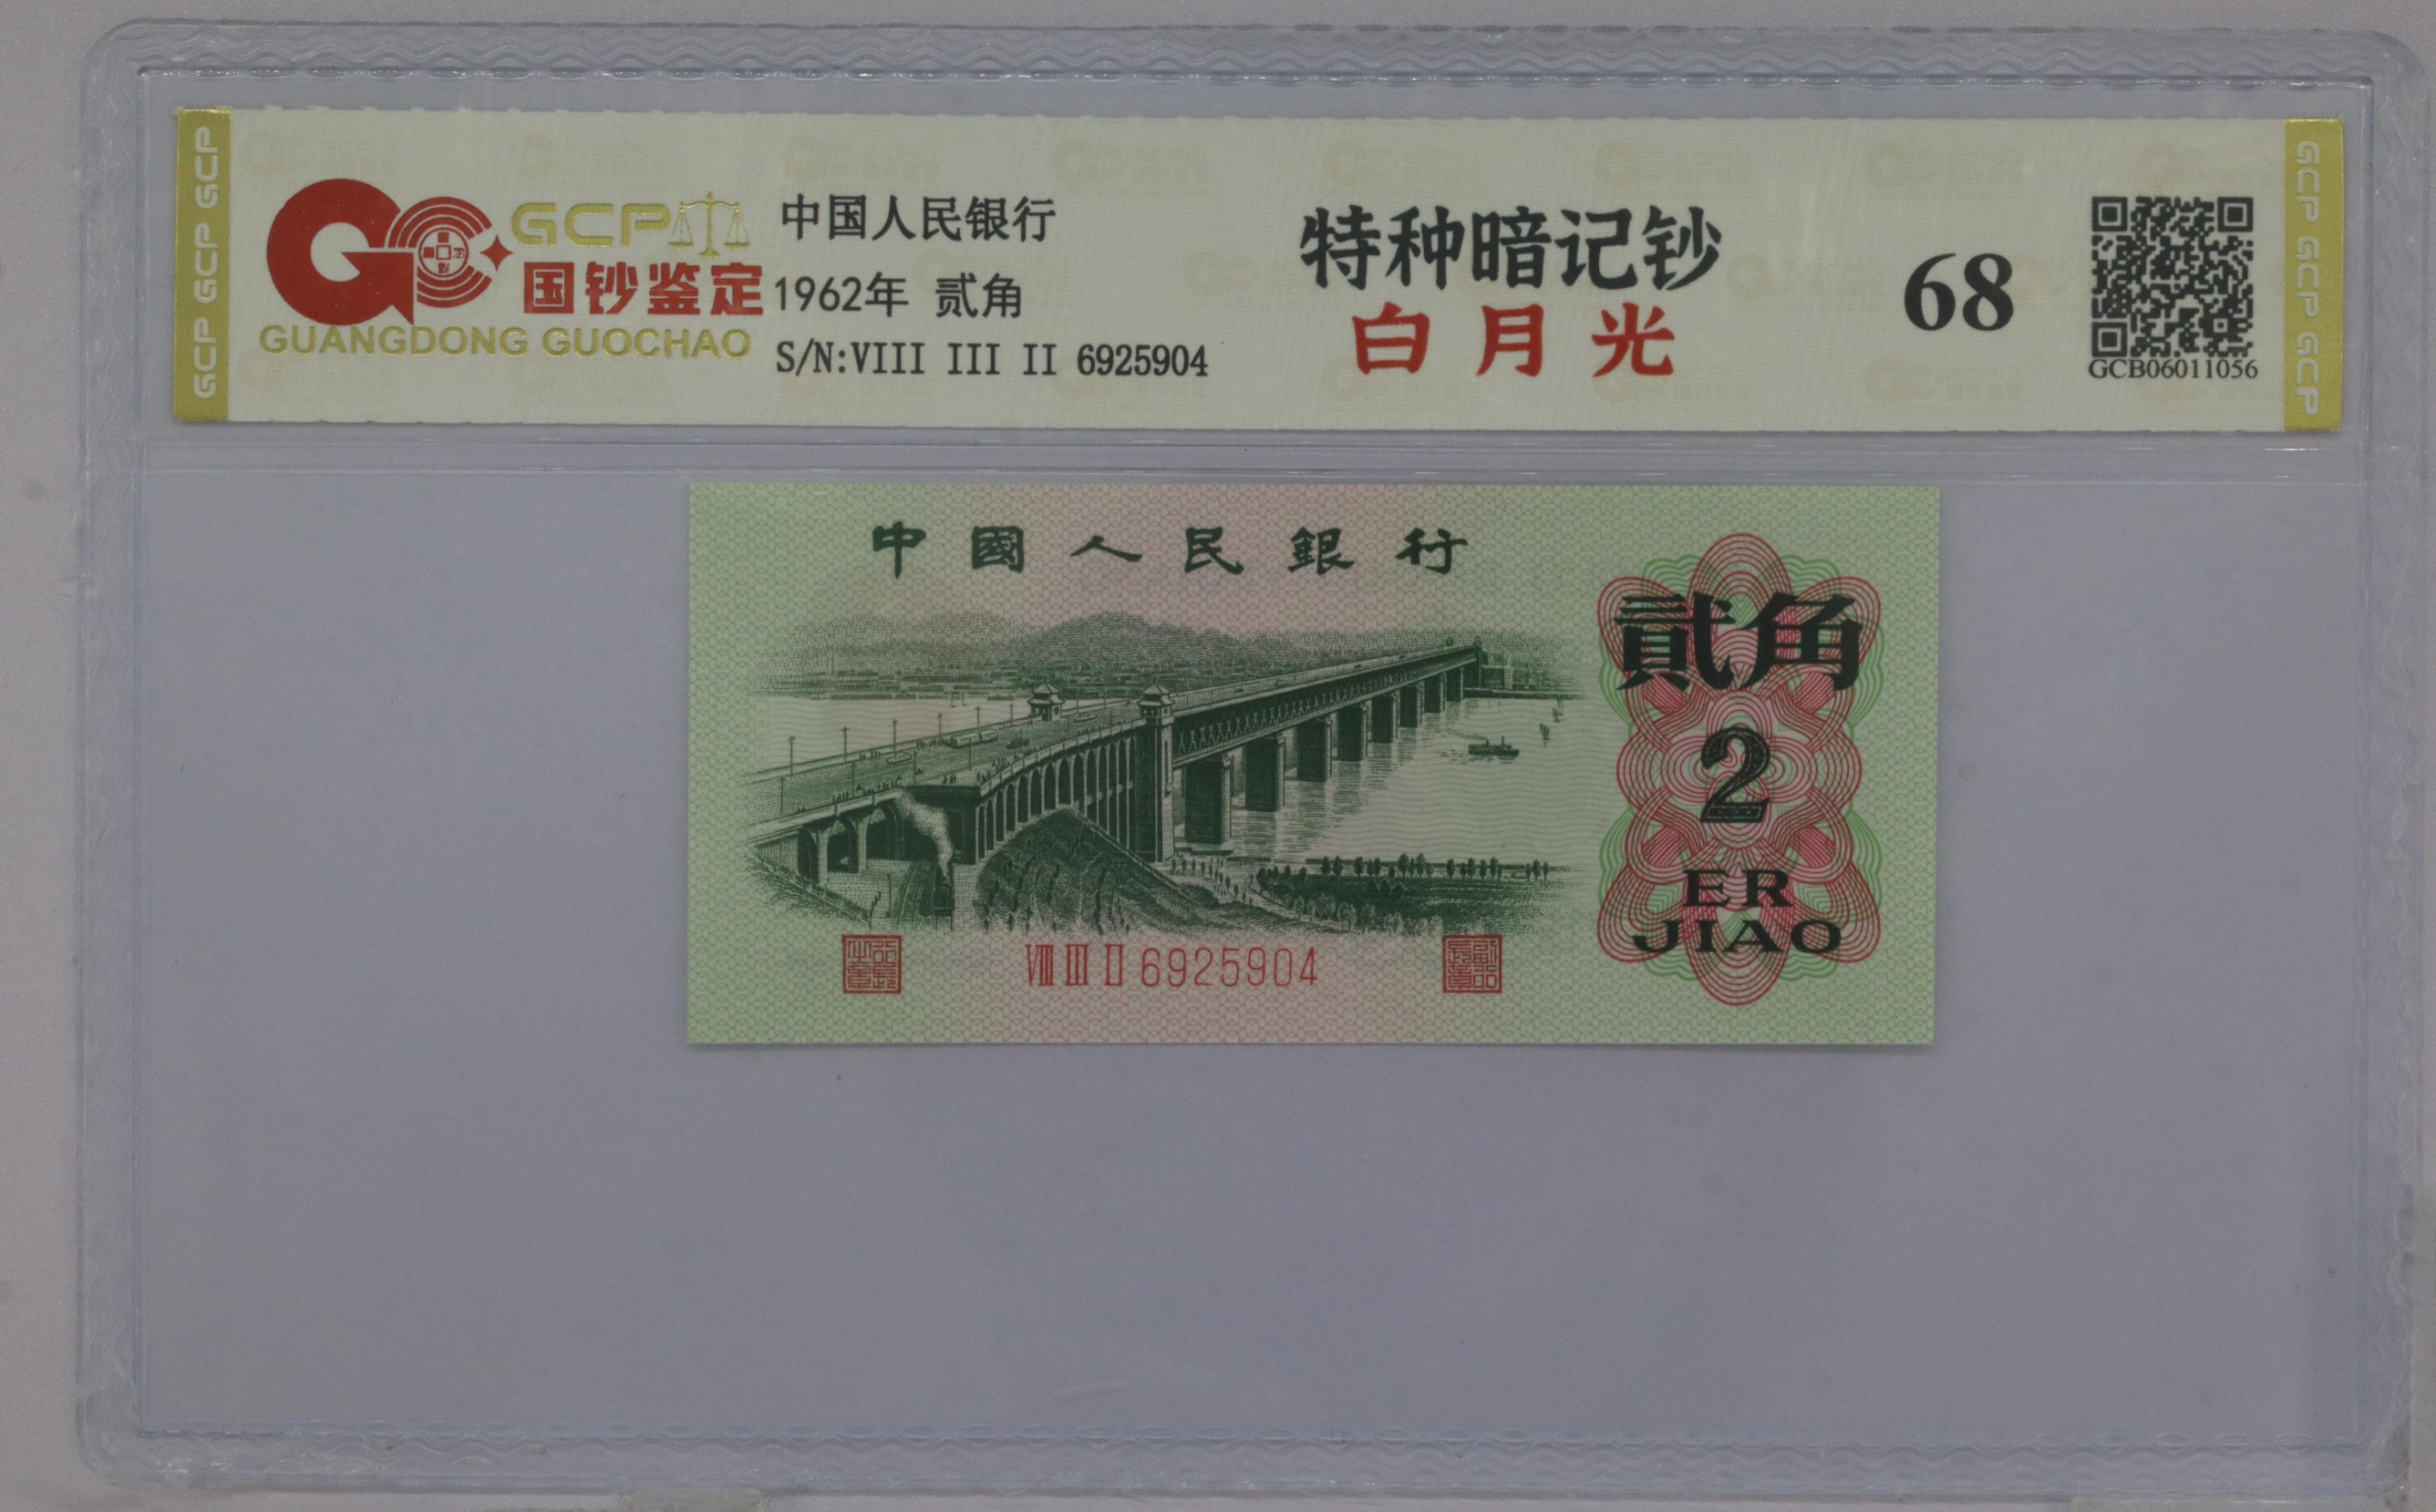 GCP GCP GCP
GCP
国钞鉴定
GUANGDONG GUOCHAO
中国人民银行
1962年 贰角
S/N:VIII III II 6925904
特种暗记钞
白月光
68
GCB06011056
GCP GCP GCP
中國人民銀行
貳角
2
ER
JIAO
VIII III II 6925904